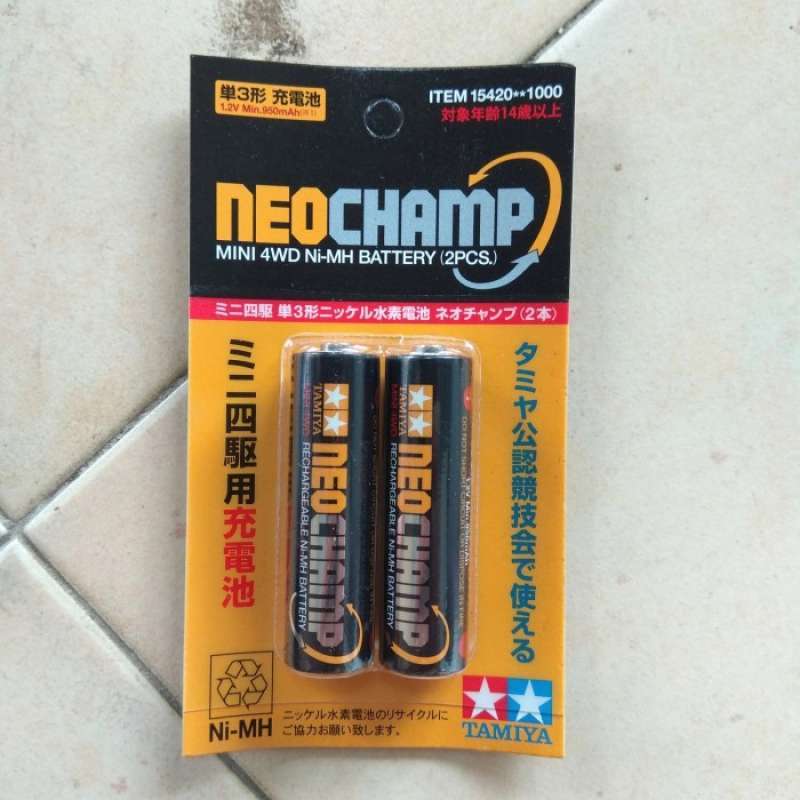 単3形 充電池
1.2V Min.950mAh(※1)
ITEM 15420**1000
対象年齢14歳以上
NEOCHAMP
MINI 4WD Ni-MH BATTERY (2PCS.)
ミニ四駆 単3形ニッケル水素電池 ネオチャンプ(2本)
ミニ四駆用充電池
TAMIYA
MINI 4WD
NEOCHAMP
RECHARGEABLE Ni-MH BATTERY
TAMIYA
MINI 4WD
NEOCHAMP
RECHARGEABLE Ni-MH BATTERY
タミヤ公認競技会で使える
Ni-MH
ニッケル水素電池のリサイクルに
ご協力お願い致します。
TAMIYA